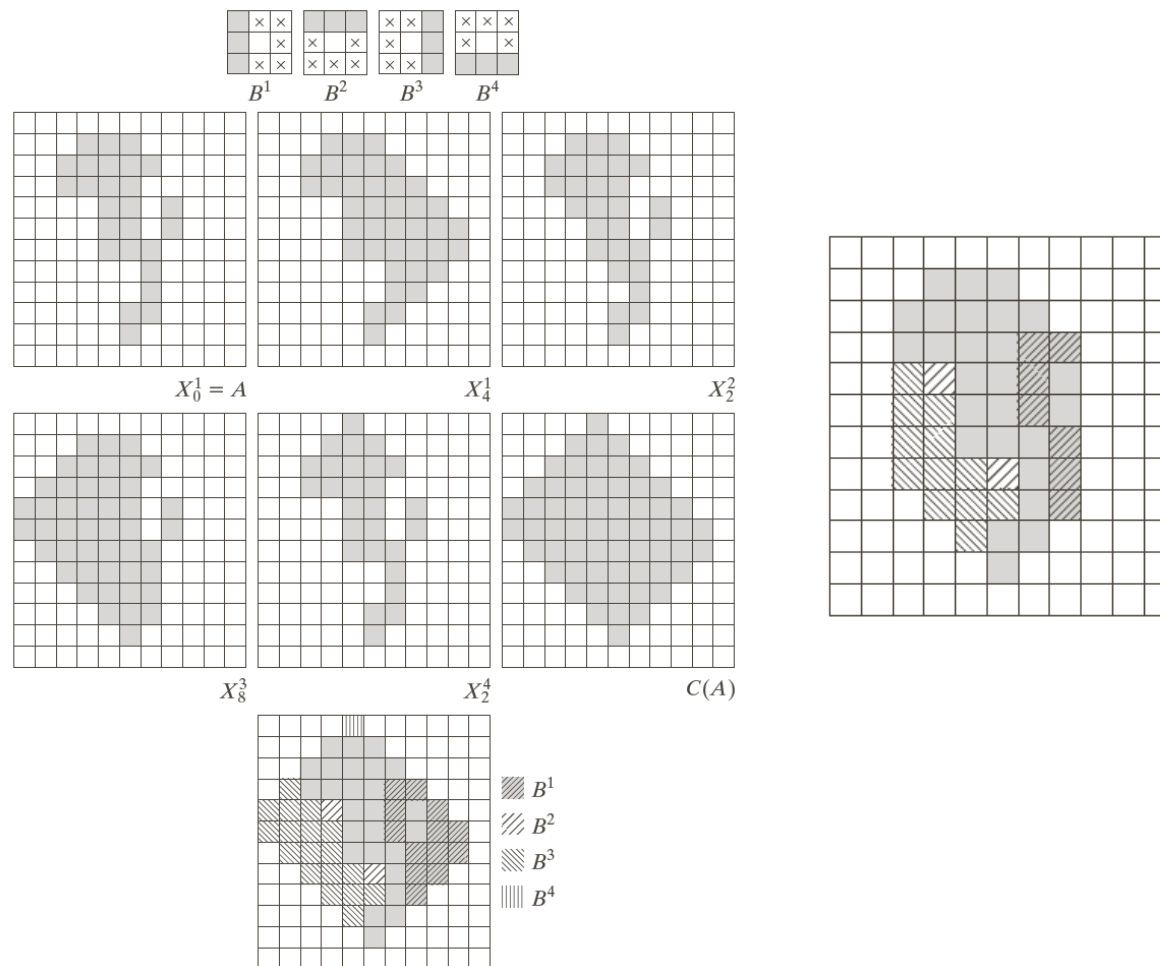 × × × × × ×
× × × × × ×
× × × × × × ×
B¹ B² B³ B⁴
X₀¹ = A X₄¹ X₂²
X₈³ X₂⁴ C(A)
B¹
B²
B³
B⁴